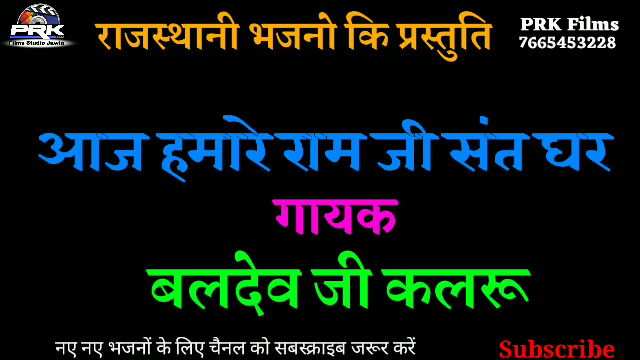 PRK
Films Studio Jawla
राजस्थानी भजनो कि प्रस्तुति
PRK Films
7665453228
आज हमारे राम जी संत घर
गायक
बलदेव जी कलरू
नए नए भजनों के लिए चैनल को सबस्क्राइब जरूर करें
Subscribe